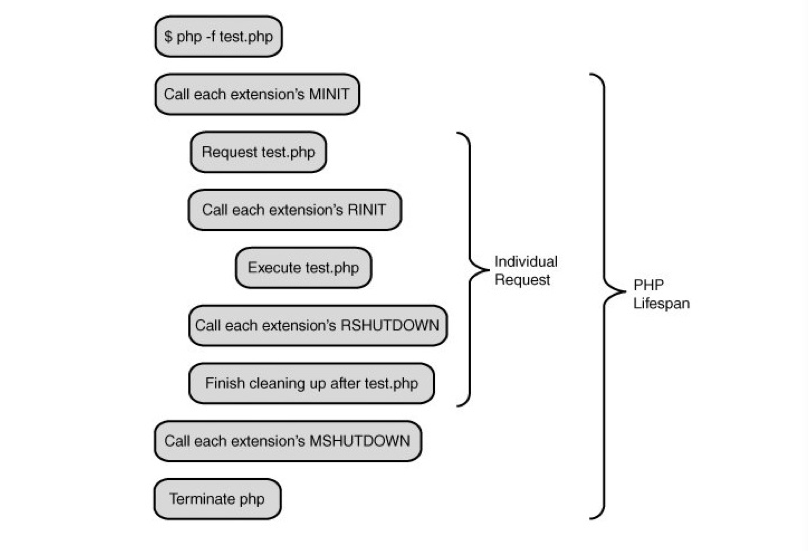 $ php -f test.php
Call each extension's MINIT
Request test.php
Call each extension's RINIT
Execute test.php
Call each extension's RSHUTDOWN
Finish cleaning up after test.php
Call each extension's MSHUTDOWN
Terminate php
Individual
Request
PHP
Lifespan